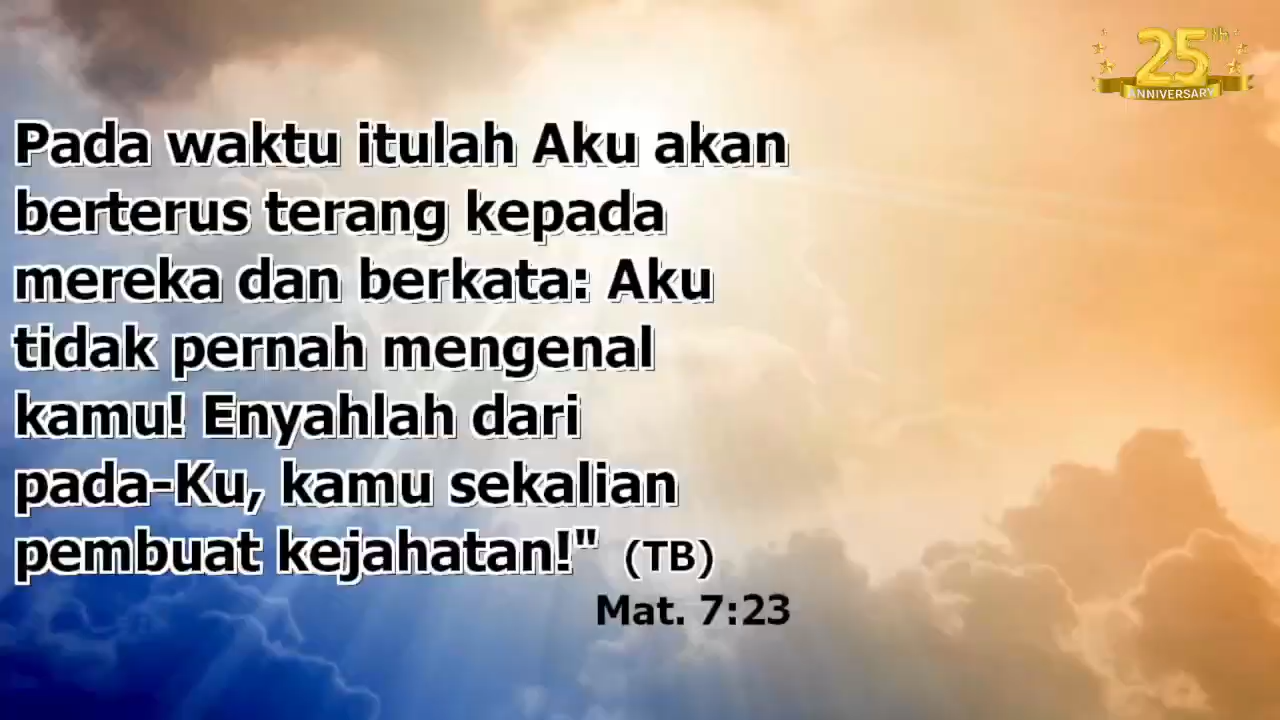 25th
ANNIVERSARY
Pada waktu itulah Aku akan
berterus terang kepada
mereka dan berkata: Aku
tidak pernah mengenal
kamu! Enyahlah dari
pada-Ku, kamu sekalian
pembuat kejahatan!" (TB)
Mat. 7:23